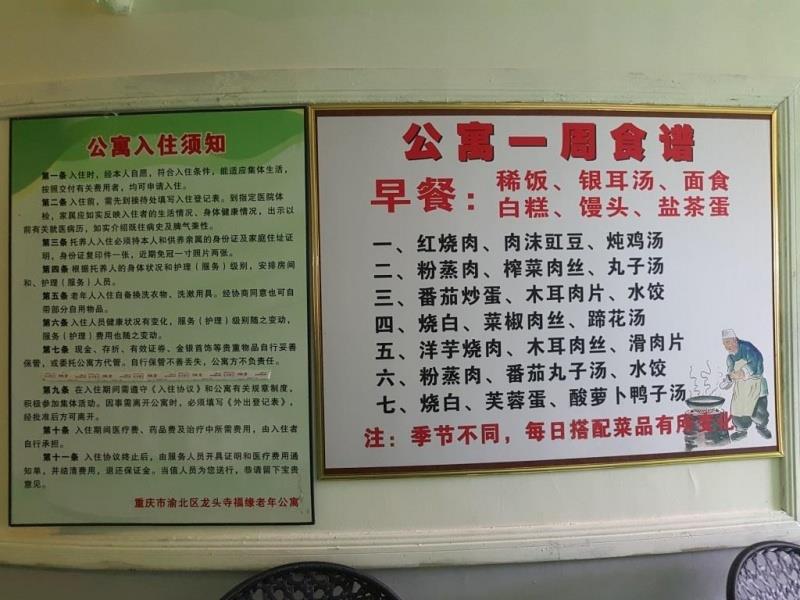 公寓入住须知
第一条 入住时，经本人自愿，符合入住条件，能适应集体生活，
按照交付有关费用者，均可申请入住。
第二条 入住前，需先到接待处填写入住登记表。到指定医院体
检，家属应如实反映入住者的生活情况、身体健康情况，出示以
前有关就医病历，如实介绍既往病史及脾气秉性。
第三条 托养人入住必须持本人和供养亲属的身份证及家庭住址证
明，身份证复印件一张，近期免冠一寸照片两张。
第四条 根据托养人的身体状况和护理（服务）级别，安排房间
和、护理（服务）人员。
第五条 老年人入住自备换洗衣物、洗漱用具。经协商同意也可自
带部分自用物品。
第六条 入住人员健康状况有变化，服务（护理）级别随之变动，
服务（护理）费用也随之变动。
第七条 现金、存折、有效证券、金银首饰等贵重物品自行妥善
保管，或委托公寓方代管。自行保管不善丢失，公寓方不负责任。
第九条 在入住期间需遵守《入住协议》和公寓有关规章制度，
积极参加集体活动。因事需离开公寓时，必须填写《外出登记表》，
经批准后方可离开。
第十条 入住期间医疗费、药品费及治疗中所需费用，由入住者
自行承担。
第十一条 入住协议终止后，由服务人员开具证明和医疗费用通
知单，并结清费用，退还保证金。当值人员为您送行，恭请留下宝贵
意见。
重庆市渝北区龙头寺福缘老年公寓
公寓一周食谱
早餐：稀饭、银耳汤、面食
白糕、馒头、盐茶蛋
一、红烧肉、肉沫豇豆、炖鸡汤
二、粉蒸肉、榨菜肉丝、丸子汤
三、番茄炒蛋、木耳肉片、水饺
四、烧白、菜椒肉丝、蹄花汤
五、洋芋烧肉、木耳肉丝、滑肉片
六、粉蒸肉、番茄丸子汤、水饺
七、烧白、芙蓉蛋、酸萝卜鸭子汤
注：季节不同，每日搭配菜品有所变化